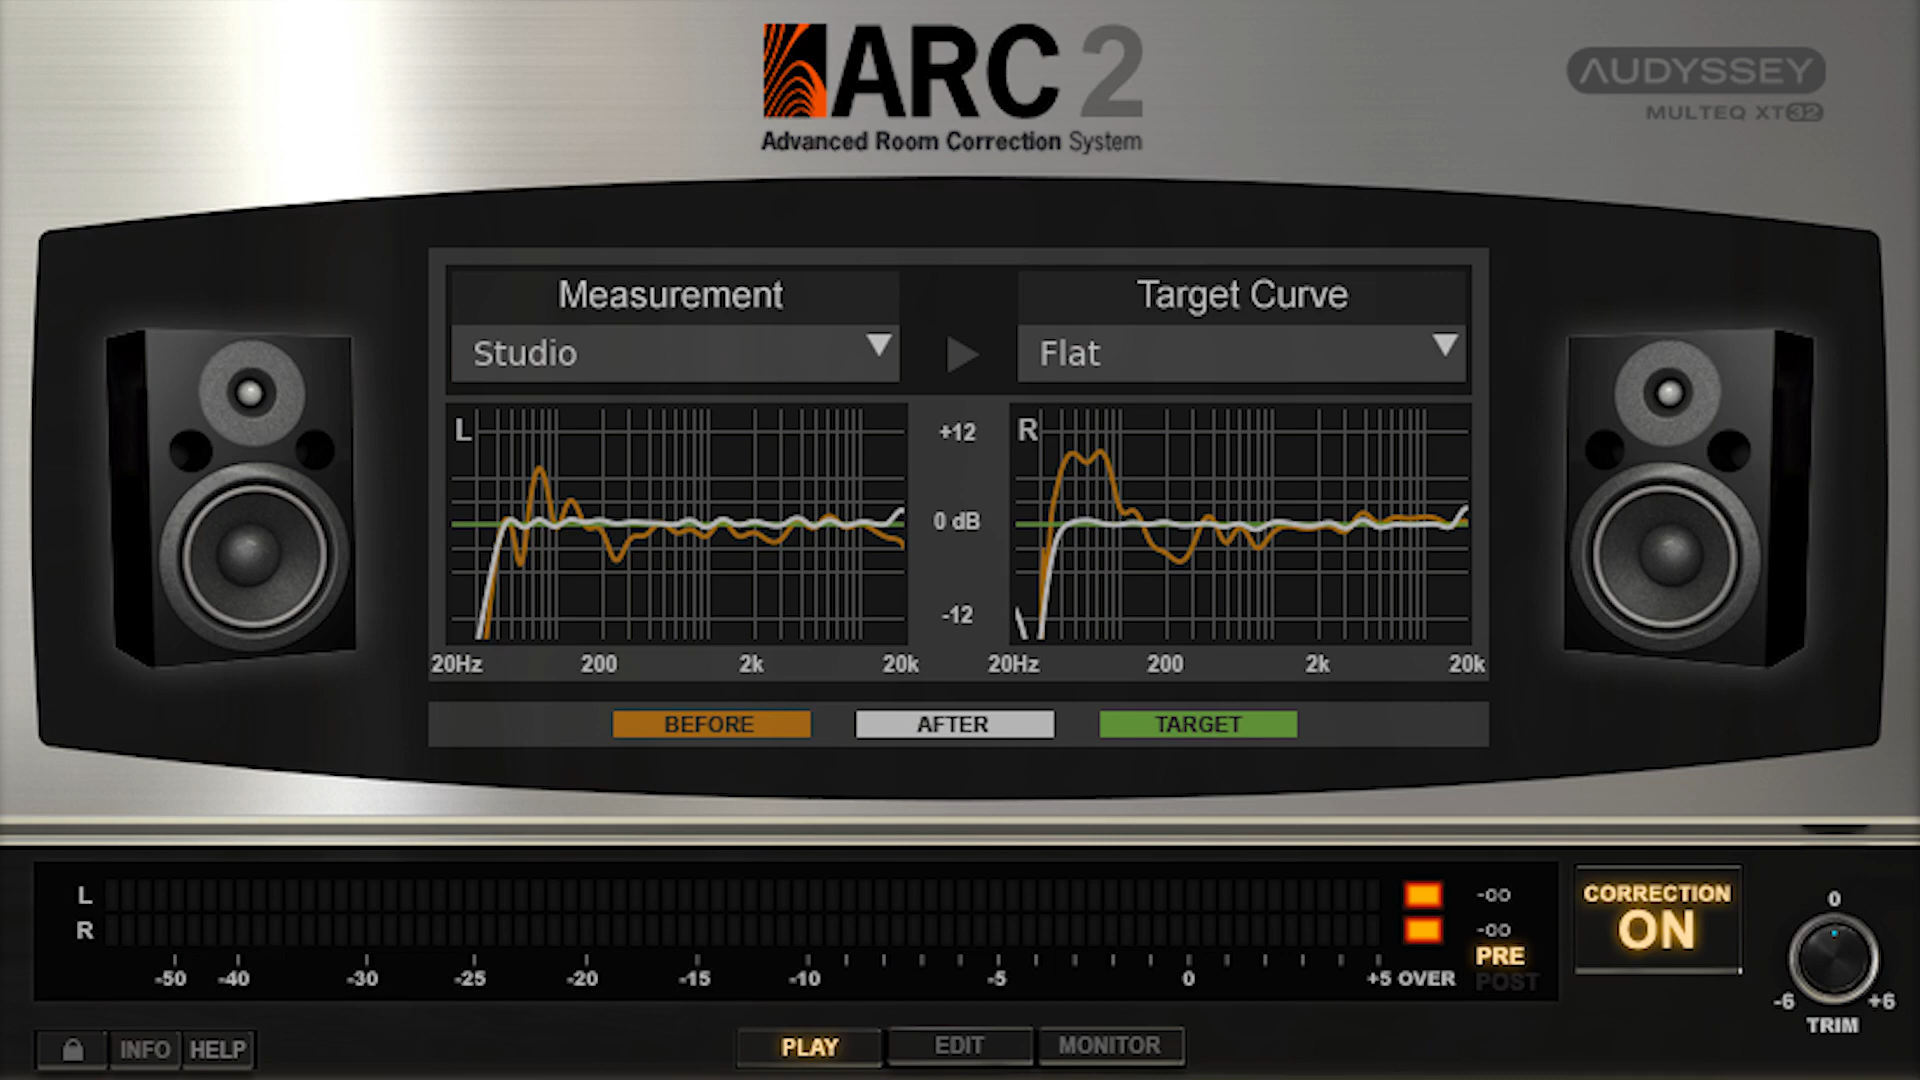 ARC 2
Advanced Room Correction System
AUDYSSEY
MULTEQ XT32
Measurement
Studio
Target Curve
Flat
L
+12
0 dB
-12
R
20Hz 200 2k 20k
20Hz 200 2k 20k
BEFORE AFTER TARGET
L
R
-50 -40 -30 -25 -20 -15 -10 -5 0 +5 OVER
-∞
-∞
PRE
POST
CORRECTION
ON
0
-6 +6
TRIM
INFO HELP
PLAY EDIT MONITOR